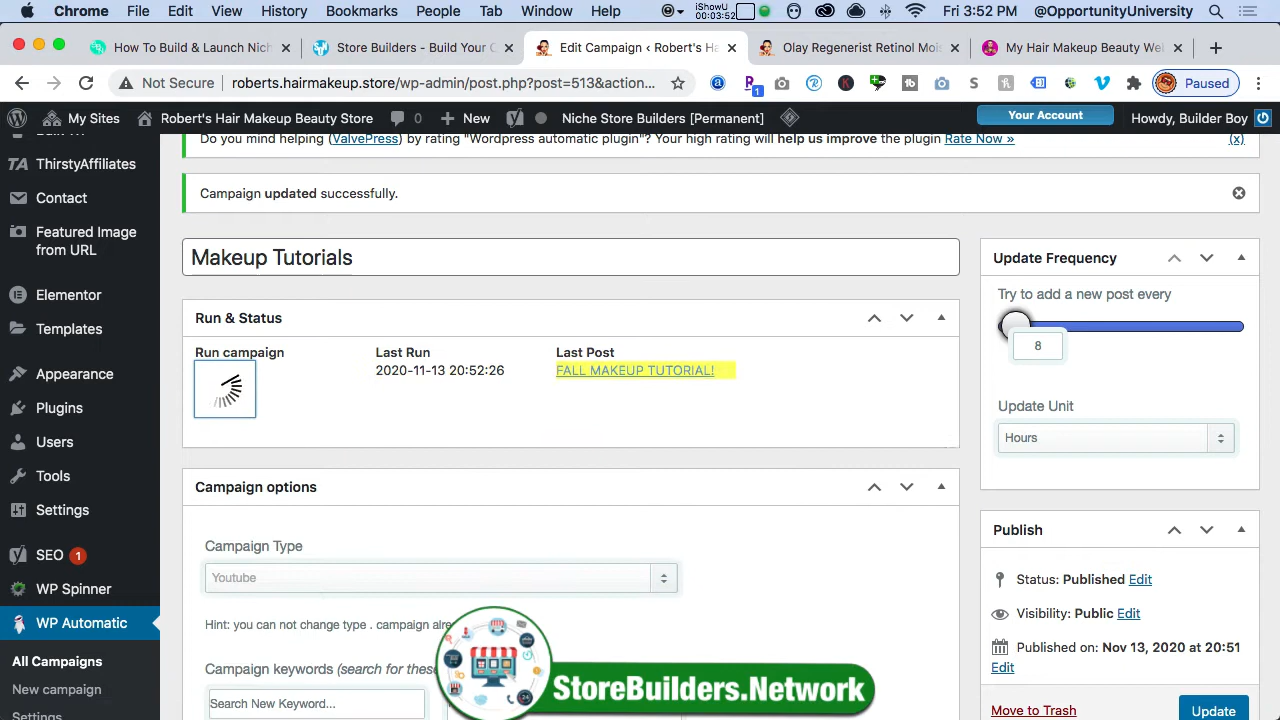 Chrome File Edit View History Bookmarks People Tab Window Help iShowU 00:03:52 Fri 3:52 PM @OpportunityUniversity
How To Build & Launch Nich
Store Builders - Build Your C
Edit Campaign ‹ Robert's Ha
Olay Regenerist Retinol Mois
My Hair Makeup Beauty Wel
Not Secure roberts.hairmakeup.store/wp-admin/post.php?post=513&action... Paused
My Sites Robert's Hair Makeup Beauty Store 0 New Niche Store Builders [Permanent] Your Account Howdy, Builder Boy
ThirstyAffiliates
Contact
Featured Image
from URL
Elementor
Templates
Appearance
Plugins
Users
Tools
Settings
SEO 1
WP Spinner
WP Automatic
All Campaigns
New campaign
Settings
Do you mind helping (ValvePress) by rating "Wordpress automatic plugin"? Your high rating will help us improve the plugin Rate Now » (x)
Campaign updated successfully.
Makeup Tutorials
Run & Status
Run campaign
Last Run
2020-11-13 20:52:26
Last Post
FALL MAKEUP TUTORIAL!
Campaign options
Campaign Type
Youtube
Hint: you can not change type . campaign
Campaign keywords (search for these
Search New Keyword...
Update Frequency
Try to add a new post every
8
Update Unit
Hours
Publish
Status: Published Edit
Visibility: Public Edit
Published on: Nov 13, 2020 at 20:51
Edit
Move to Trash
Update
StoreBuilders.Network